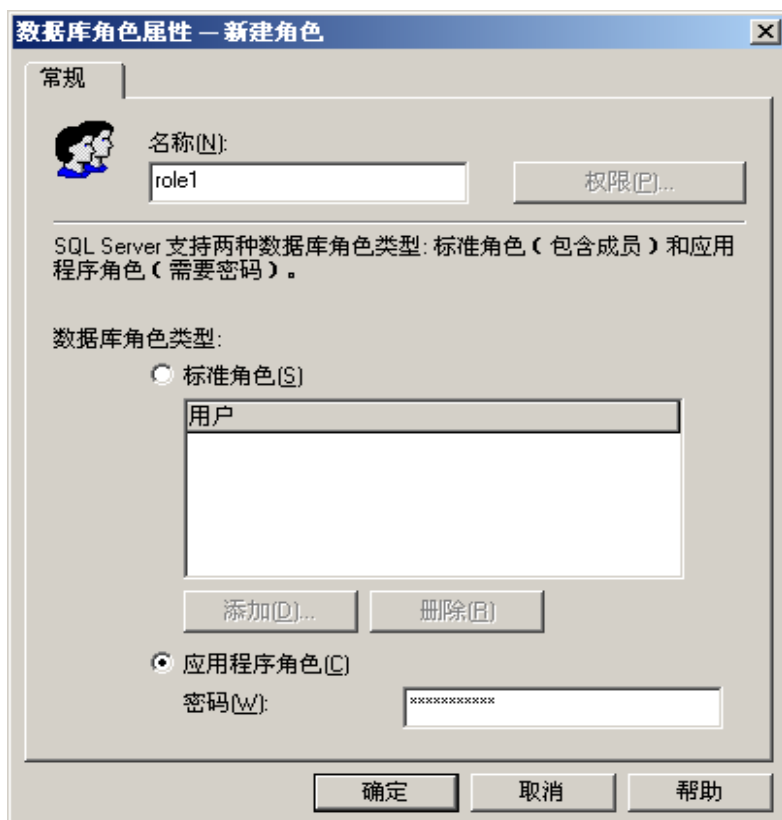 数据库角色属性 — 新建角色
常规
名称(N):
role1
权限(P)...
SQL Server 支持两种数据库角色类型: 标准角色（包含成员）和应用
程序角色（需要密码）。
数据库角色类型:
标准角色(S)
用户
添加(D)...
删除(R)
应用程序角色(C)
密码(W):
***********
确定
取消
帮助